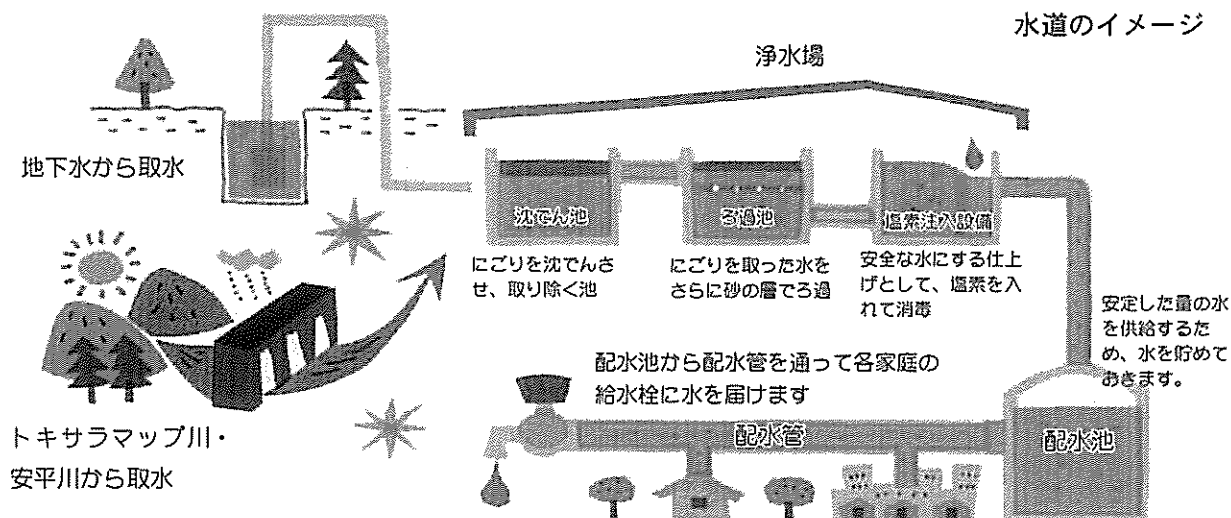 水道のイメージ
浄水場
地下水から取水
沈でん池
ろ過池
塩素注入設備
にごりを沈でんさ
せ、取り除く池
にごりを取った水を
さらに砂の層でろ過
安全な水にする仕上
げとして、塩素を入
れて消毒
安定した量の水
を供給するた
め、水を貯めて
おきます。
配水池から配水管を通って各家庭の
給水栓に水を届けます
配水管
配水池
トキサラマップ川・
安平川から取水